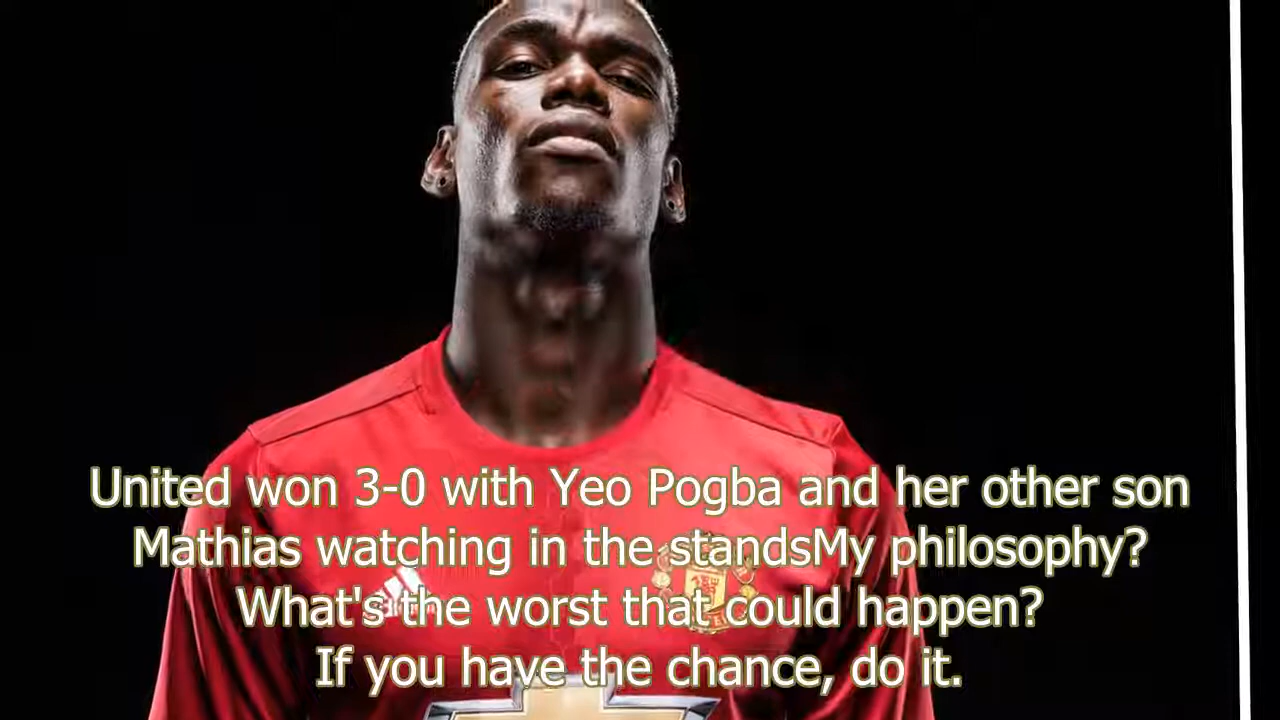 United won 3-0 with Yeo Pogba and her other son
Mathias watching in the standsMy philosophy?
What's the worst that could happen?
If you have the chance, do it.